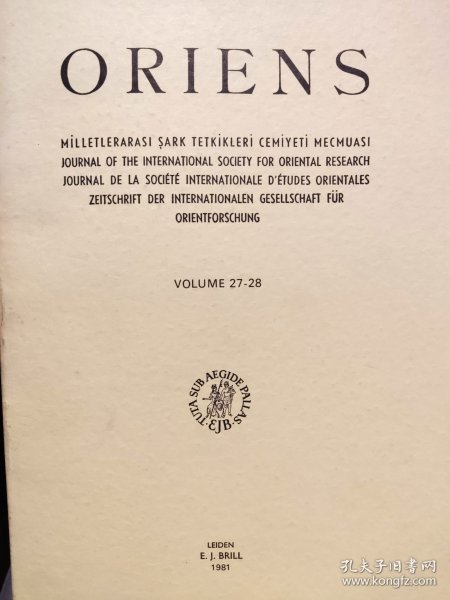 ORIENS
MİLLETLERARASI ŞARK TETKİKLERİ CEMİYETİ MECMUASI
JOURNAL OF THE INTERNATIONAL SOCIETY FOR ORIENTAL RESEARCH
JOURNAL DE LA SOCIÉTÉ INTERNATIONALE D'ÉTUDES ORIENTALES
ZEITSCHRIFT DER INTERNATIONALEN GESELLSCHAFT FÜR
ORIENTFORSCHUNG
VOLUME 27-28
TUTA SUB AEGIDE PALLAS
·EJB·
LEIDEN
E. J. BRILL
1981
孔夫子旧书网
www.kongfz.com